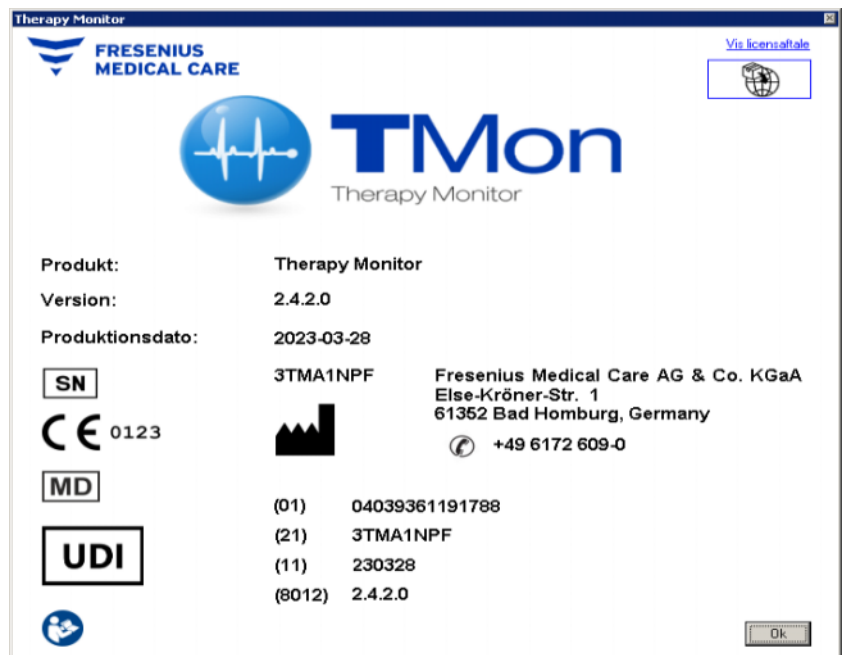 Therapy Monitor
FRESENIUS
MEDICAL CARE
Vis licensaftale
TMon
Therapy Monitor
Produkt: Therapy Monitor
Version: 2.4.2.0
Produktionsdato: 2023-03-28
SN 3TMA1NPF
Fresenius Medical Care AG & Co. KGaA
Else-Kröner-Str. 1
61352 Bad Homburg, Germany
+49 6172 609-0
CE 0123
MD
UDI
(01) 04039361191788
(21) 3TMA1NPF
(11) 230328
(8012) 2.4.2.0
Ok